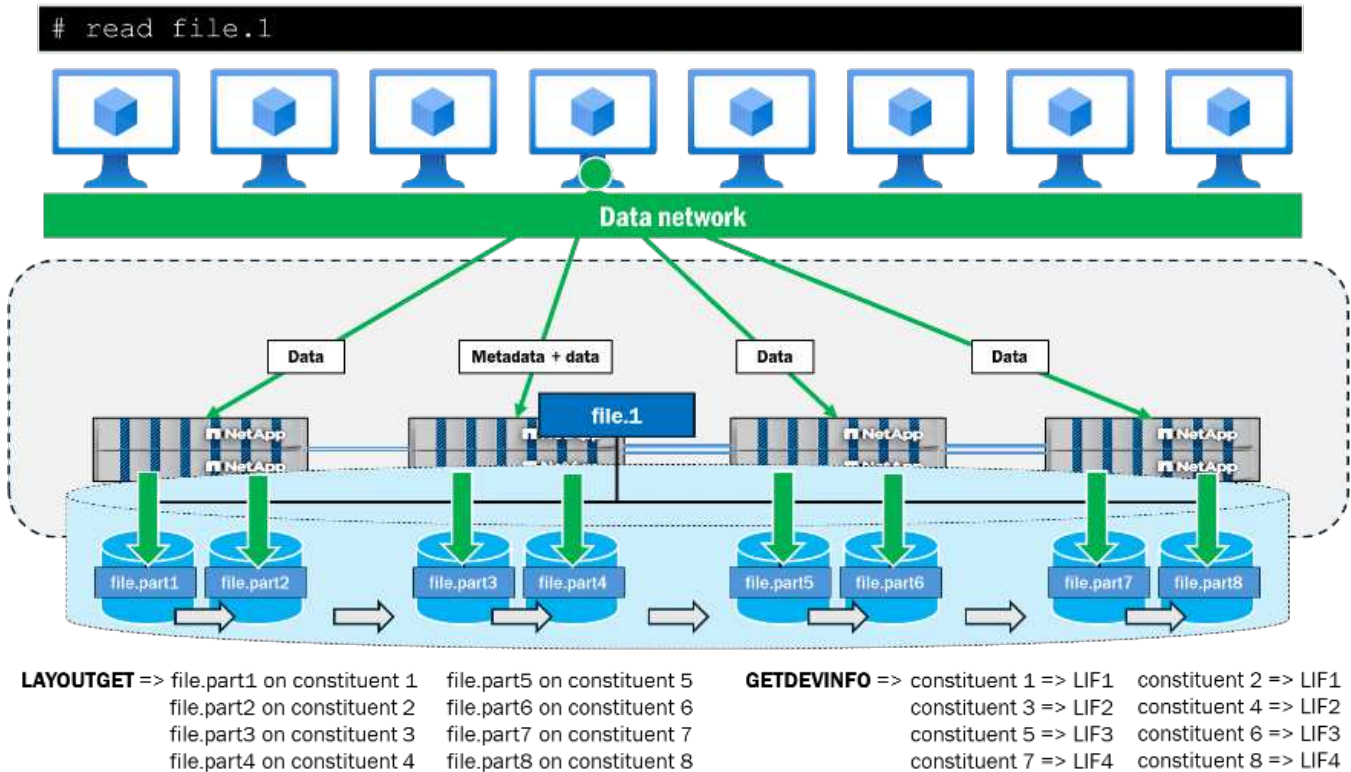 # read file.1
Data network
Data
Metadata + data
Data
Data
file.1
NetApp
NetApp
NetApp
NetApp
NetApp
NetApp
NetApp
NetApp
file.part1
file.part2
file.part3
file.part4
file.part5
file.part6
file.part7
file.part8
LAYOUTGET => file.part1 on constituent 1 file.part5 on constituent 5
file.part2 on constituent 2 file.part6 on constituent 6
file.part3 on constituent 3 file.part7 on constituent 7
file.part4 on constituent 4 file.part8 on constituent 8
GETDEVINFO => constituent 1 => LIF1 constituent 2 => LIF1
constituent 3 => LIF2 constituent 4 => LIF2
constituent 5 => LIF3 constituent 6 => LIF3
constituent 7 => LIF4 constituent 8 => LIF4